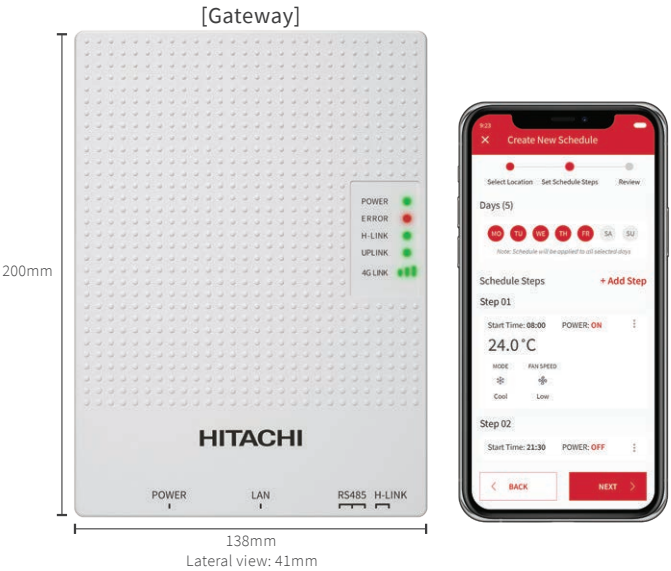 [Gateway]
200mm
POWER
ERROR
H-LINK
UPLINK
4G LINK
HITACHI
POWER LAN RS485 H-LINK
138mm
Lateral view: 41mm
9:23
× Create New Schedule
Select Location Set Schedule Steps Review
Days (5)
MO TU WE TH FR SA SU
Note: Schedule will be applied to all selected days
Schedule Steps + Add Step
Step 01
Start Time: 08:00 POWER: ON
24.0°C
MODE FAN SPEED
Cool Low
Step 02
Start Time: 21:30 POWER: OFF
< BACK NEXT >